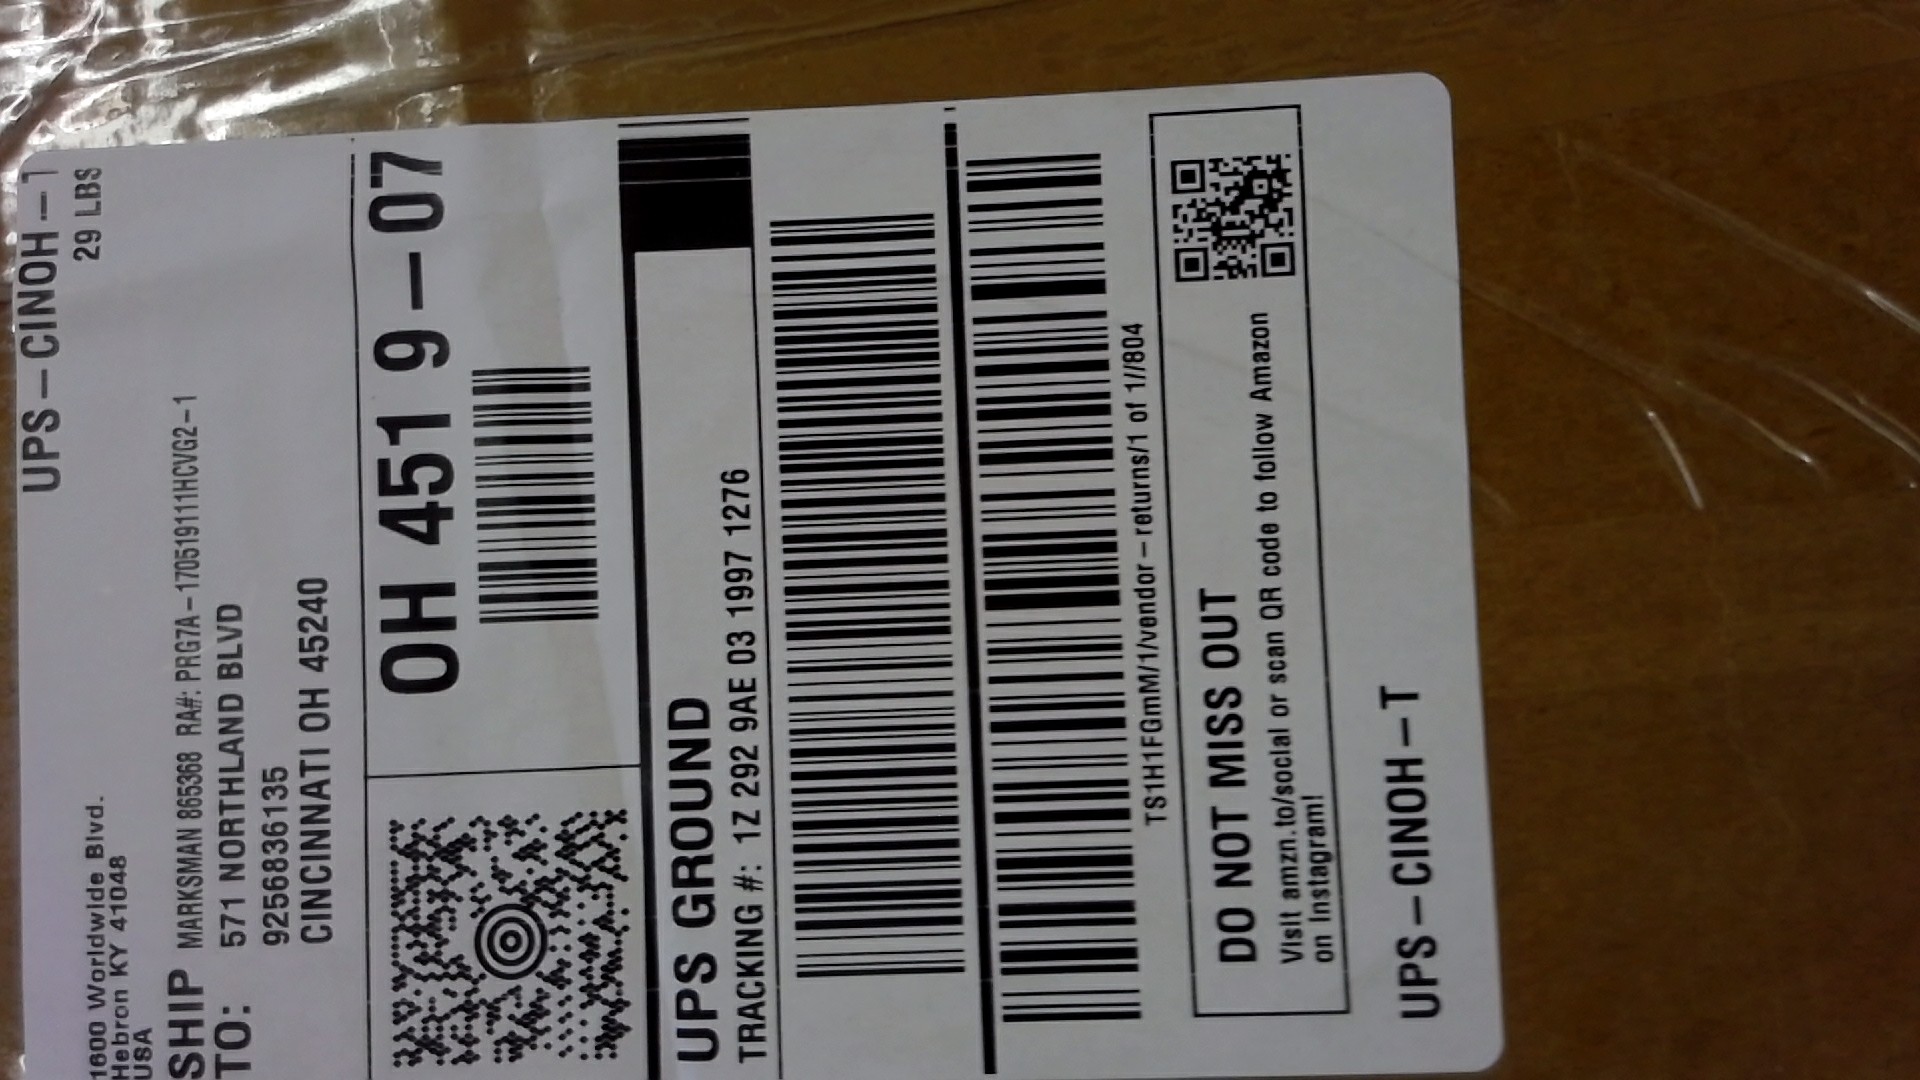 UPS-CINOH-T
29 LBS
1600 Worldwide Blvd.
Hebron KY 41048
USA
SHIP
TO:
MARKSMAN 865368 RA#: PRG7A-170519111HCVG2-1
571 NORTHLAND BLVD
9256836135
CINCINNATI OH 45240
OH 451 9-07
UPS GROUND
TRACKING #: 1Z 292 9AE 03 1997 1276
TS1H1FGmM/1/vendor-returns/1 of 1//804
DO NOT MISS OUT
Visit amzn.to/social or scan QR code to follow Amazon
on Instagram!
UPS-CINOH-T